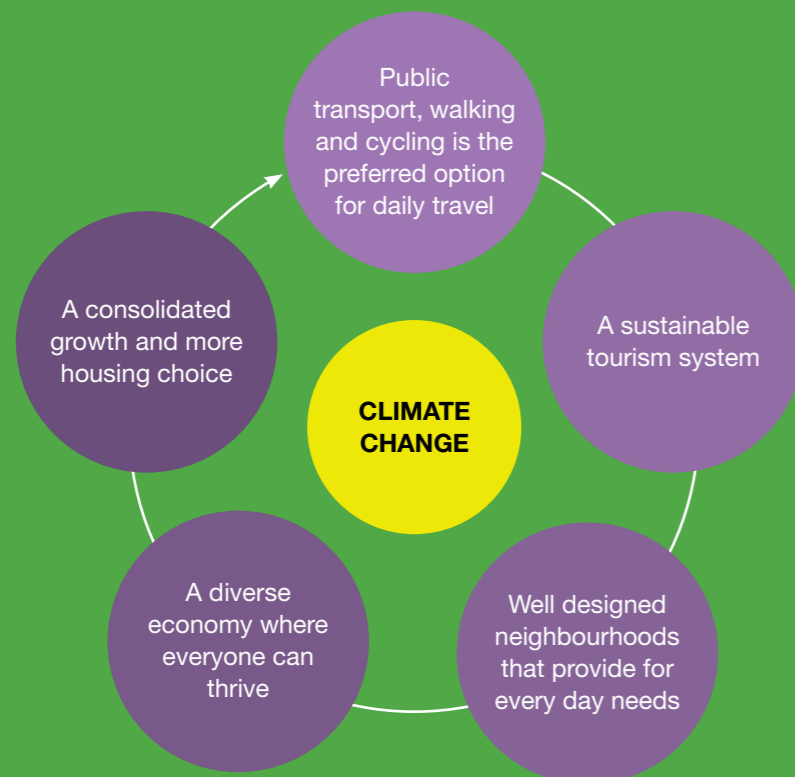 Public
transport, walking
and cycling is the
preferred option
for daily travel
A sustainable
tourism system
Well designed
neighbourhoods
that provide for
every day needs
A diverse
economy where
everyone can
thrive
A consolidated
growth and more
housing choice
CLIMATE
CHANGE